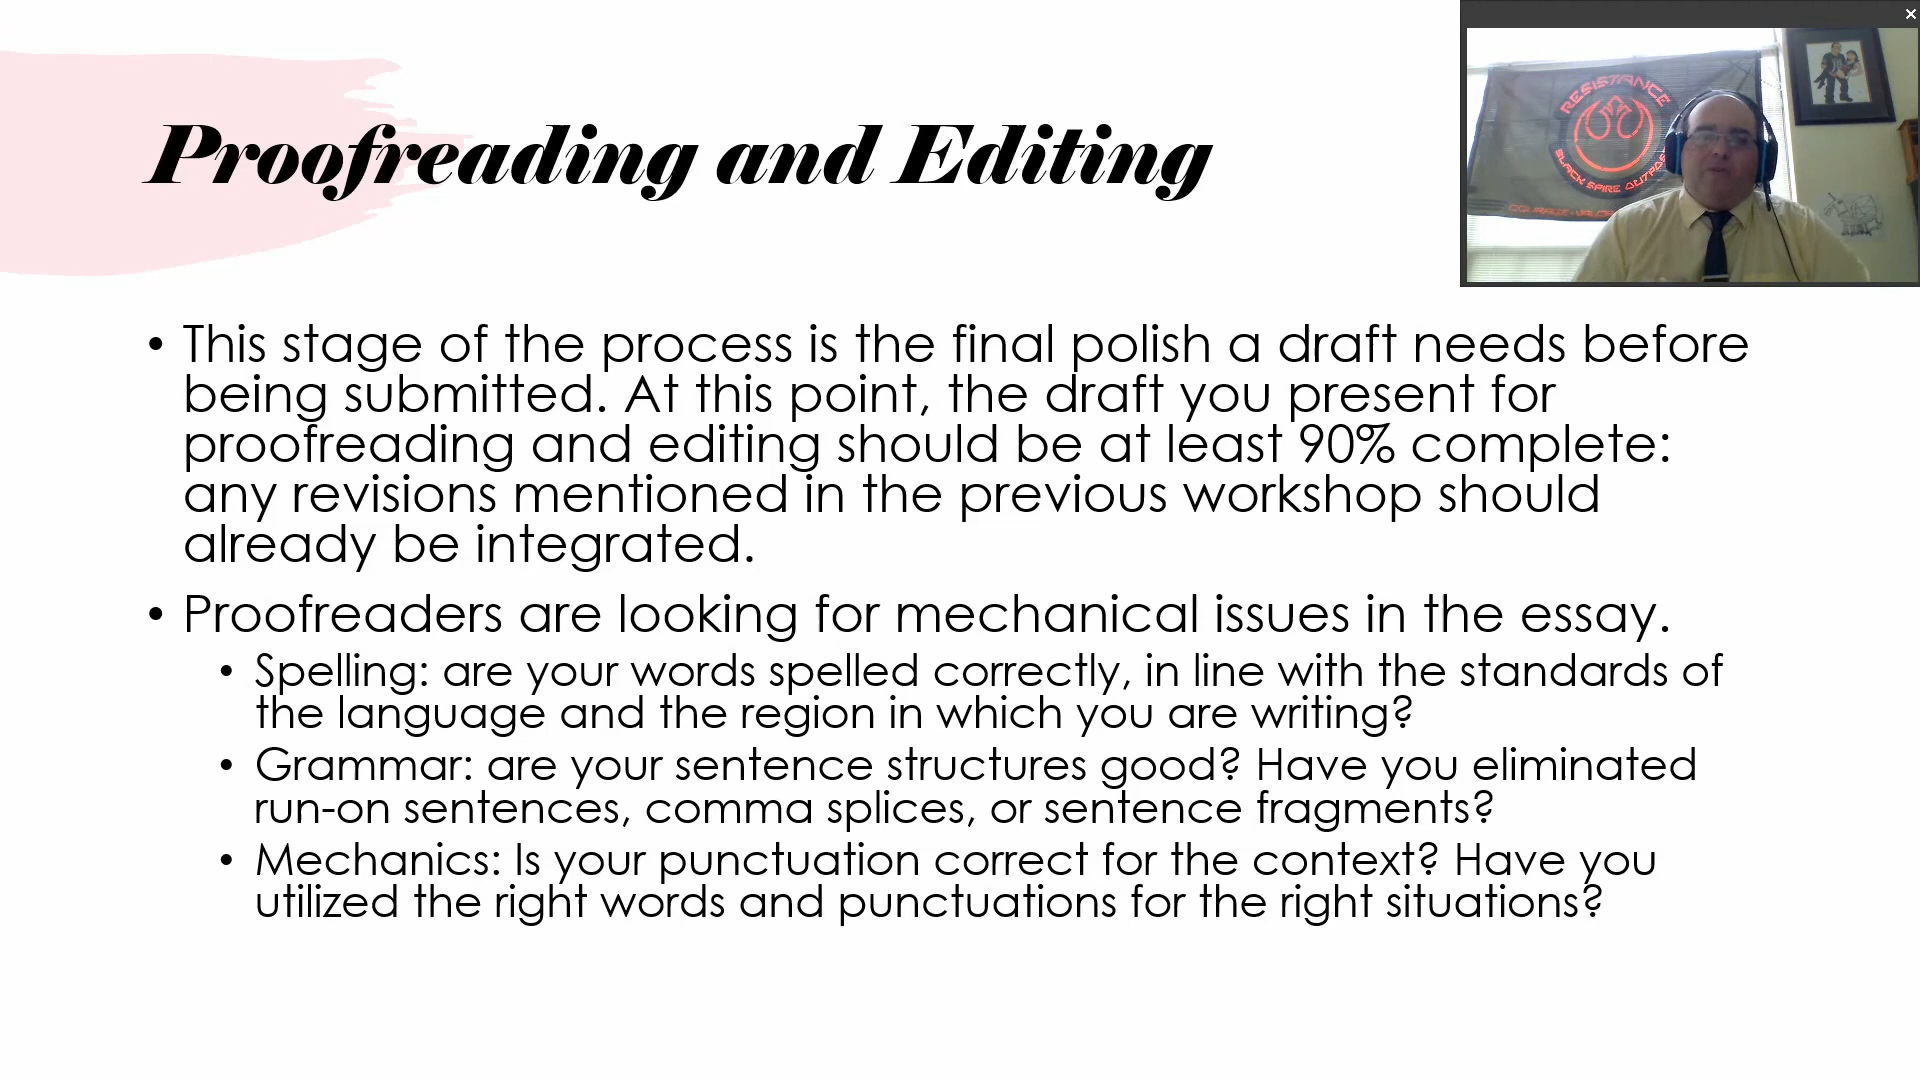 Proofreading and Editing
• This stage of the process is the final polish a draft needs before
being submitted. At this point, the draft you present for
proofreading and editing should be at least 90% complete:
any revisions mentioned in the previous workshop should
already be integrated.
• Proofreaders are looking for mechanical issues in the essay.
• Spelling: are your words spelled correctly, in line with the standards of
the language and the region in which you are writing?
• Grammar: are your sentence structures good? Have you eliminated
run-on sentences, comma splices, or sentence fragments?
• Mechanics: Is your punctuation correct for the context? Have you
utilized the right words and punctuations for the right situations?
RESISTANCE
BLACK SPIRE